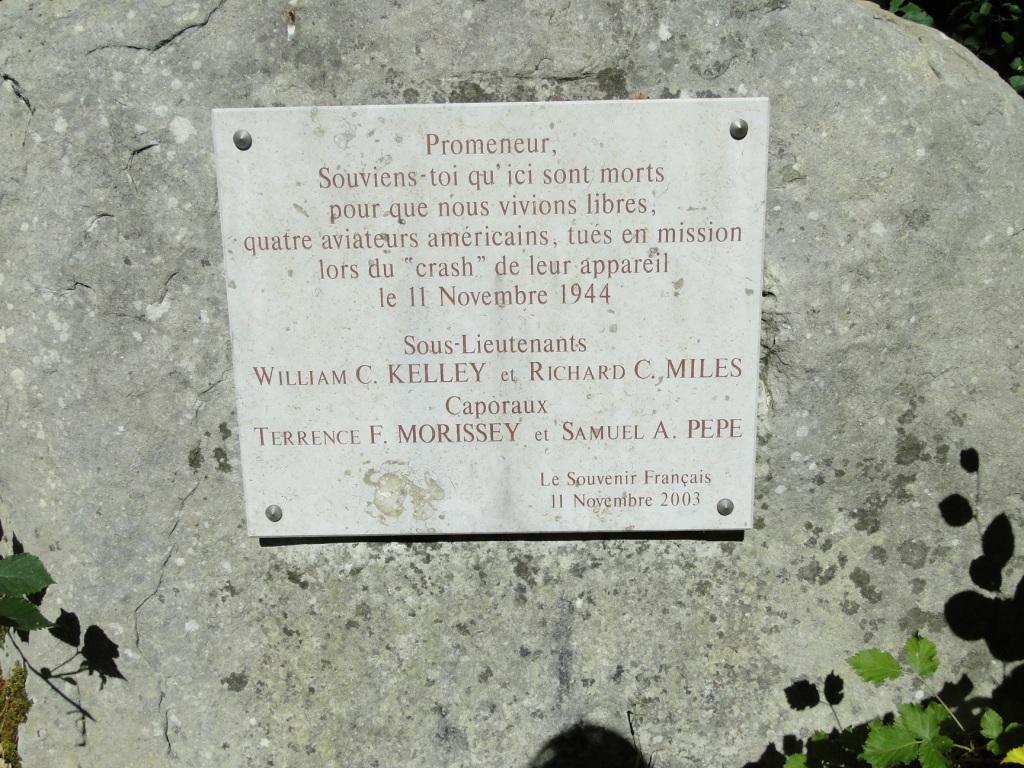 Promeneur,
Souviens-toi qu'ici sont morts
pour que nous vivions libres,
quatre aviateurs américains, tués en mission
lors du "crash" de leur appareil
le 11 Novembre 1944
Sous-Lieutenants
WILLIAM C. KELLEY et RICHARD C. MILES
Caporaux
TERRENCE F. MORISSEY et SAMUEL A. PEPE
Le Souvenir Français
11 Novembre 2003